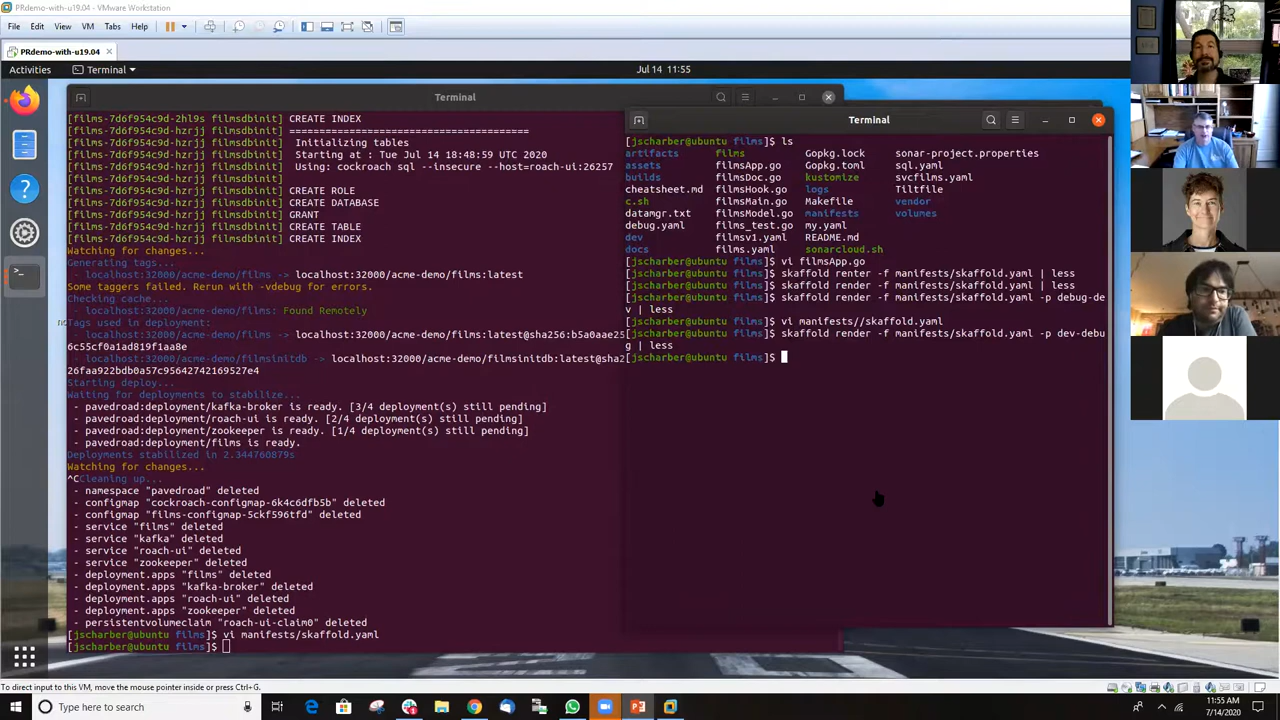 PRdemo-with-u19.04 - VMware Workstation
File Edit View VM Tabs Help
PRdemo-with-u19.04
Activities Terminal Jul 14 11:55
Terminal
[films-7d6f954c9d-2hl9s filmsdbinit] CREATE INDEX
[films-7d6f954c9d-hzrjj filmsdbinit] ========================================
[films-7d6f954c9d-hzrjj filmsdbinit] Initializing tables
[films-7d6f954c9d-hzrjj filmsdbinit] Starting at : Tue Jul 14 18:48:59 UTC 2020
[films-7d6f954c9d-hzrjj filmsdbinit] Using: cockroach sql --insecure --host=roach-ui:26257
[films-7d6f954c9d-hzrjj filmsdbinit]
[films-7d6f954c9d-hzrjj filmsdbinit] CREATE ROLE
[films-7d6f954c9d-hzrjj filmsdbinit] CREATE DATABASE
[films-7d6f954c9d-hzrjj filmsdbinit] GRANT
[films-7d6f954c9d-hzrjj filmsdbinit] CREATE TABLE
[films-7d6f954c9d-hzrjj filmsdbinit] CREATE INDEX
Watching for changes...
Generating tags...
- localhost:32000/acme-demo/films -> localhost:32000/acme-demo/films:latest
Some taggers failed. Rerun with -vdebug for errors.
Checking cache...
- localhost:32000/acme-demo/films: Found Remotely
Tags used in deployment:
- localhost:32000/acme-demo/films -> localhost:32000/acme-demo/films:latest@sha256:b5a0aae25
6c55cf0a1ad819f1aa8e
- localhost:32000/acme-demo/filmsinitdb -> localhost:32000/acme-demo/filmsinitdb:latest@sha2
26faa922bdb0a57c95642742169527e4
Starting deploy...
Waiting for deployments to stabilize...
- pavedroad:deployment/kafka-broker is ready. [3/4 deployment(s) still pending]
- pavedroad:deployment/roach-ui is ready. [2/4 deployment(s) still pending]
- pavedroad:deployment/zookeeper is ready. [1/4 deployment(s) still pending]
- pavedroad:deployment/films is ready.
Deployments stabilized in 2.344760879s
Watching for changes...
^CCleaning up...
- namespace "pavedroad" deleted
- configmap "cockroach-configmap-6k4c6dfb5b" deleted
- configmap "films-configmap-5ckf596tfd" deleted
- service "films" deleted
- service "kafka" deleted
- service "roach-ui" deleted
- service "zookeeper" deleted
- deployment.apps "films" deleted
- deployment.apps "kafka-broker" deleted
- deployment.apps "roach-ui" deleted
- deployment.apps "zookeeper" deleted
- persistentvolumeclaim "roach-ui-claim0" deleted
[jscharber@ubuntu films]$ vi manifests/skaffold.yaml
[jscharber@ubuntu films]$
Terminal
[jscharber@ubuntu films]$ ls
artifacts films Gopkg.lock sonar-project.properties
assets filmsApp.go Gopkg.toml sql.yaml
builds filmsDoc.go kustomize svcfilms.yaml
cheatsheet.md filmsHook.go logs Tiltfile
c.sh filmsMain.go Makefile vendor
datamgr.txt filmsModel.go manifests volumes
debug.yaml films_test.go my.yaml
dev filmsv1.yaml README.md
docs films.yaml sonarcloud.sh
[jscharber@ubuntu films]$ vi filmsApp.go
[jscharber@ubuntu films]$ skaffold renter -f manifests/skaffold.yaml | less
[jscharber@ubuntu films]$ skaffold render -f manifests/skaffold.yaml | less
[jscharber@ubuntu films]$ skaffold render -f manifests/skaffold.yaml -p debug-de
v | less
[jscharber@ubuntu films]$ vi manifests//skaffold.yaml
[jscharber@ubuntu films]$ skaffold render -f manifests/skaffold.yaml -p dev-debu
g | less
[jscharber@ubuntu films]$
To direct input to this VM, move the mouse pointer inside or press Ctrl+G.
Type here to search
11:55 AM
7/14/2020